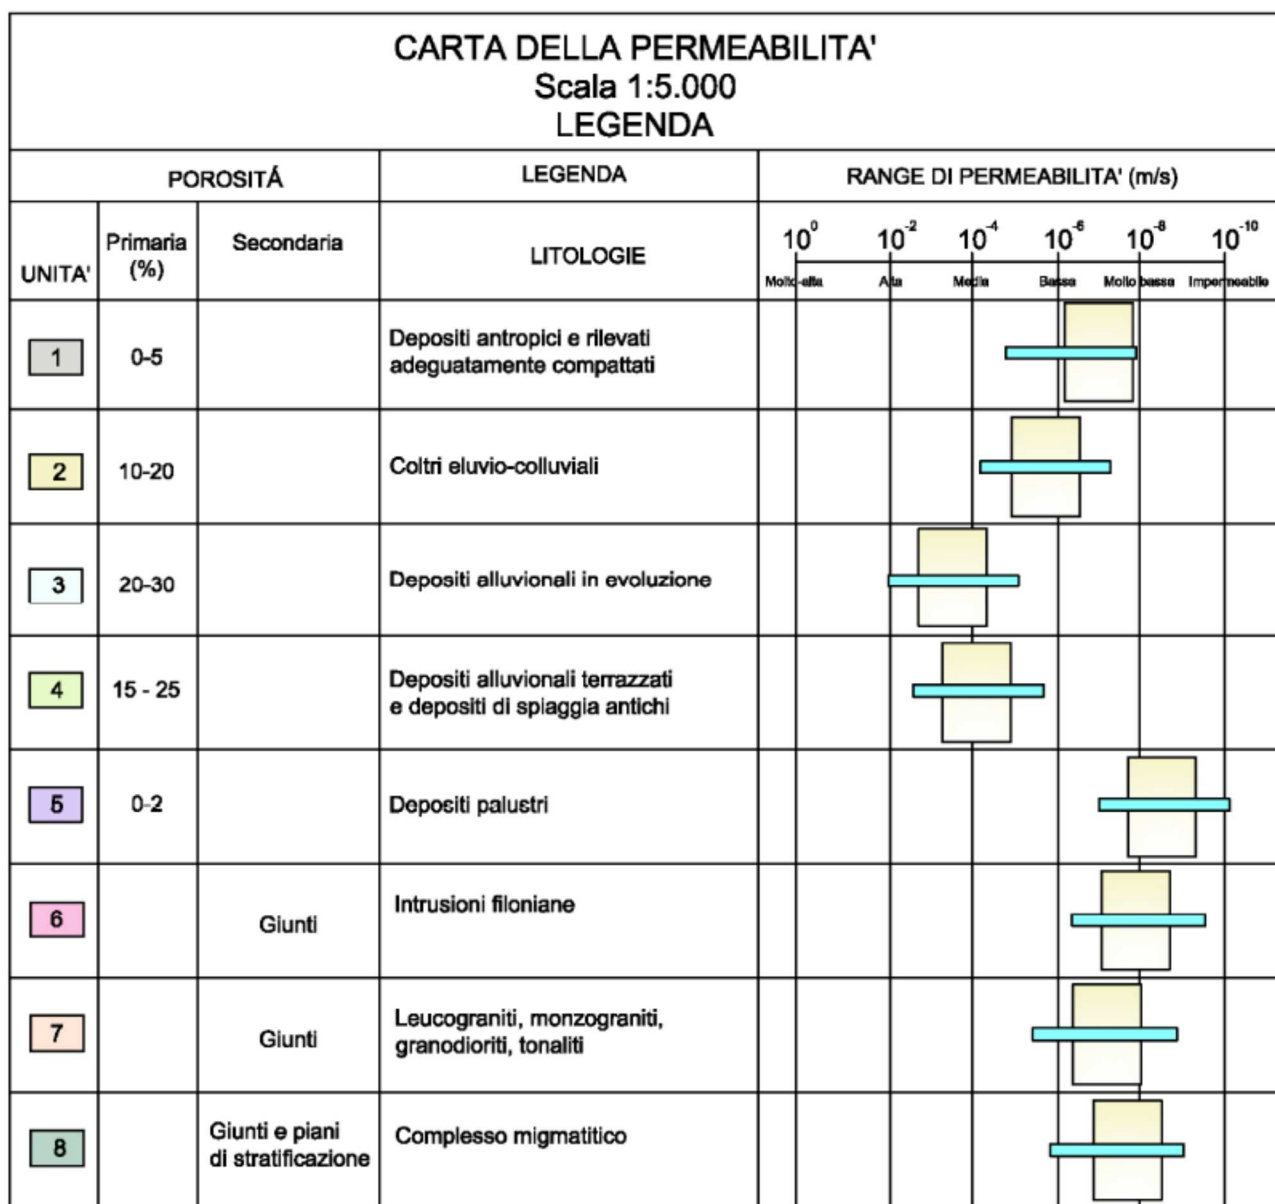 CARTA DELLA PERMEABILITA'
Scala 1:5.000
LEGENDA
POROSITÁ
LEGENDA
RANGE DI PERMEABILITA' (m/s)
UNITA'
Primaria
(%)
Secondaria
LITOLOGIE
10⁰ 10⁻² 10⁻⁴ 10⁻⁶ 10⁻⁸ 10⁻¹⁰
Molto alta Alta Media Bassa Molto bassa Impermeabile
1
0-5
Depositi antropici e rilevati
adeguatamente compattati
2
10-20
Coltri eluvio-colluviali
3
20-30
Depositi alluvionali in evoluzione
4
15 - 25
Depositi alluvionali terrazzati
e depositi di spiaggia antichi
5
0-2
Depositi palustri
6
Giunti
Intrusioni filoniane
7
Giunti
Leucograniti, monzograniti,
granodioriti, tonaliti
8
Giunti e piani
di stratificazione
Complesso migmatitico